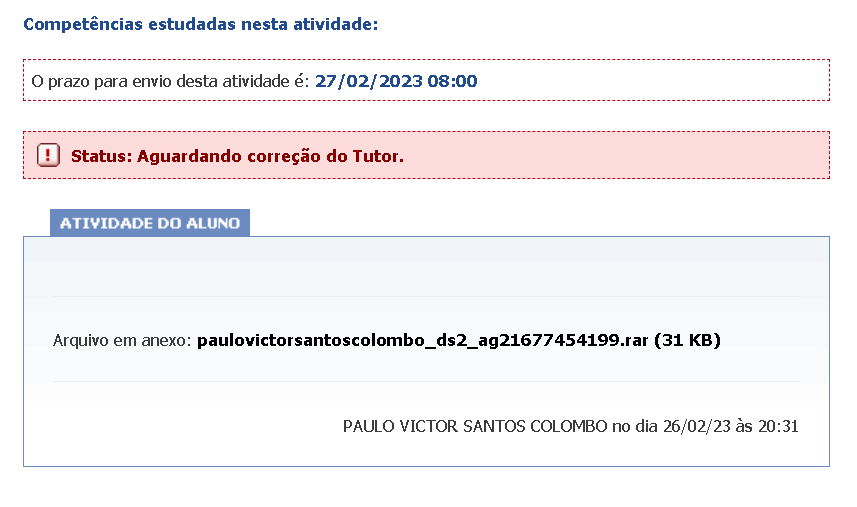 Competências estudadas nesta atividade:
O prazo para envio desta atividade é: 27/02/2023 08:00
Status: Aguardando correção do Tutor.
ATIVIDADE DO ALUNO
Arquivo em anexo: paulovictorsantoscolombo_ds2_ag21677454199.rar (31 KB)
PAULO VICTOR SANTOS COLOMBO no dia 26/02/23 às 20:31